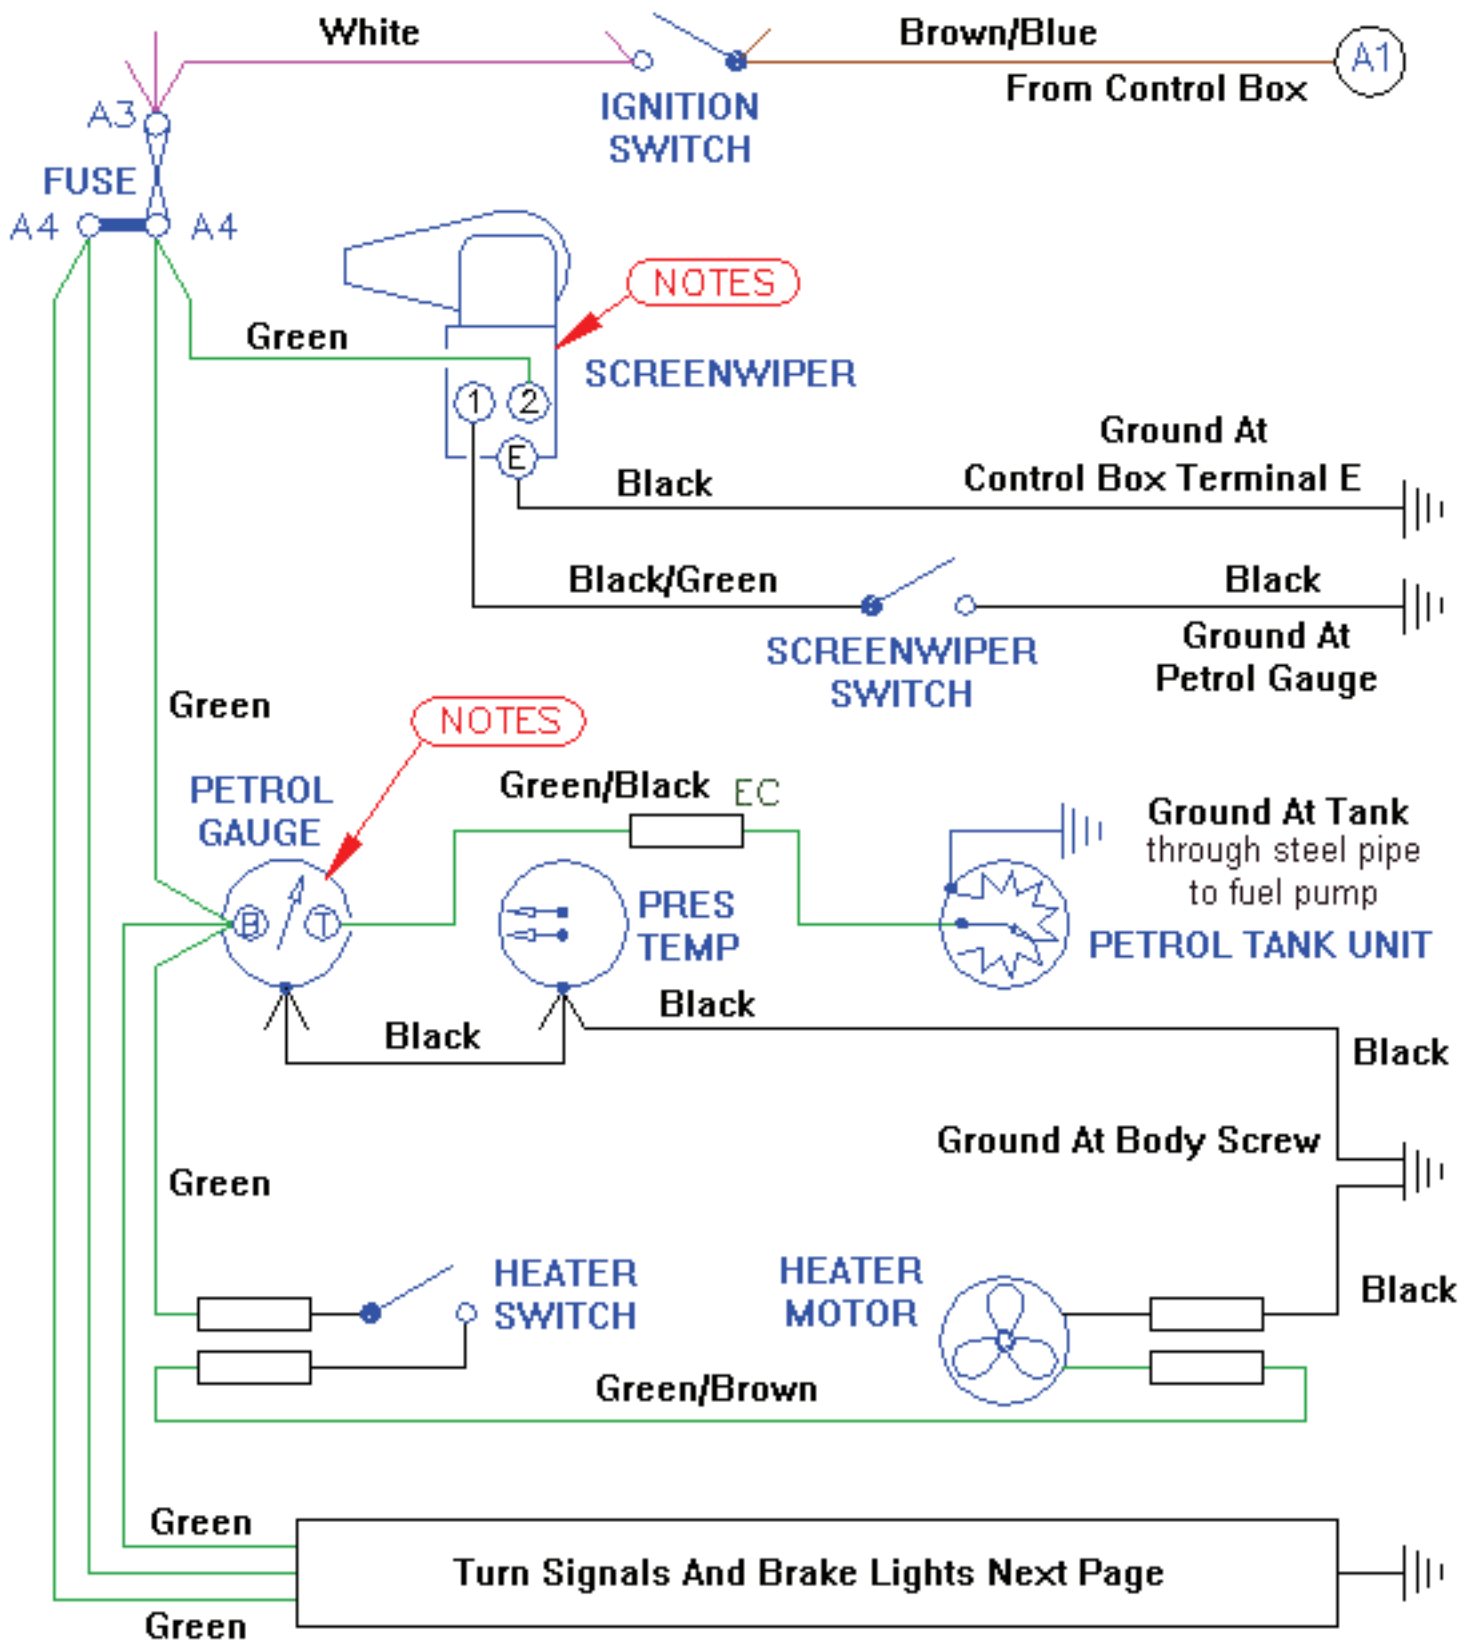 White
Brown/Blue
A1
From Control Box
IGNITION
SWITCH
A3
FUSE
A4
A4
NOTES
Green
SCREENWIPER
1
2
E
Ground At
Control Box Terminal E
Black
Black/Green
Black
SCREENWIPER
SWITCH
Ground At
Petrol Gauge
Green
NOTES
PETROL
GAUGE
Green/Black
EC
Ground At Tank
through steel pipe
to fuel pump
B
T
PRES
TEMP
PETROL TANK UNIT
Black
Black
Black
Ground At Body Screw
Green
HEATER
SWITCH
HEATER
MOTOR
Black
Green/Brown
Green
Turn Signals And Brake Lights Next Page
Green